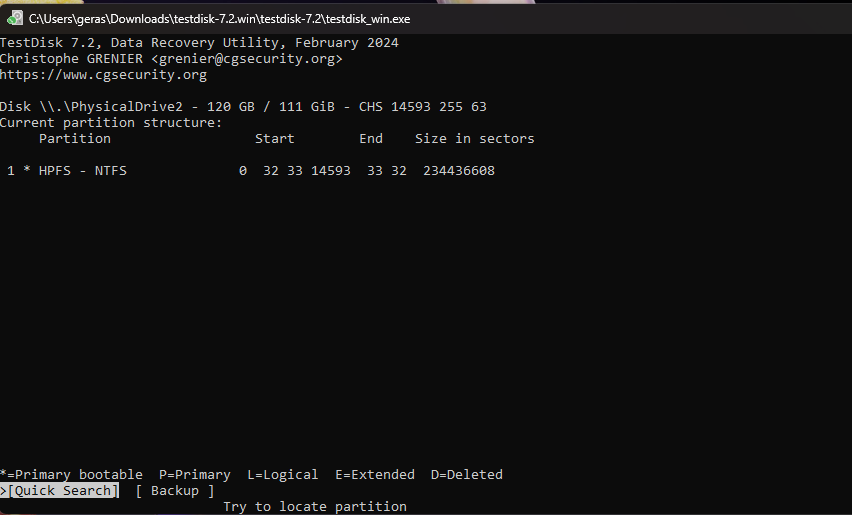 C:\Users\geras\Downloads\testdisk-7.2.win\testdisk-7.2\testdisk_win.exe
TestDisk 7.2, Data Recovery Utility, February 2024
Christophe GRENIER <grenier@cgsecurity.org>
https://www.cgsecurity.org
Disk \\.\PhysicalDrive2 - 120 GB / 111 GiB - CHS 14593 255 63
Current partition structure:
     Partition                  Start        End    Size in sectors
 1 * HPFS - NTFS              0  32 33 14593  33 32  234436608
*=Primary bootable  P=Primary  L=Logical  E=Extended  D=Deleted
>[Quick Search]  [ Backup ]
                            Try to locate partition